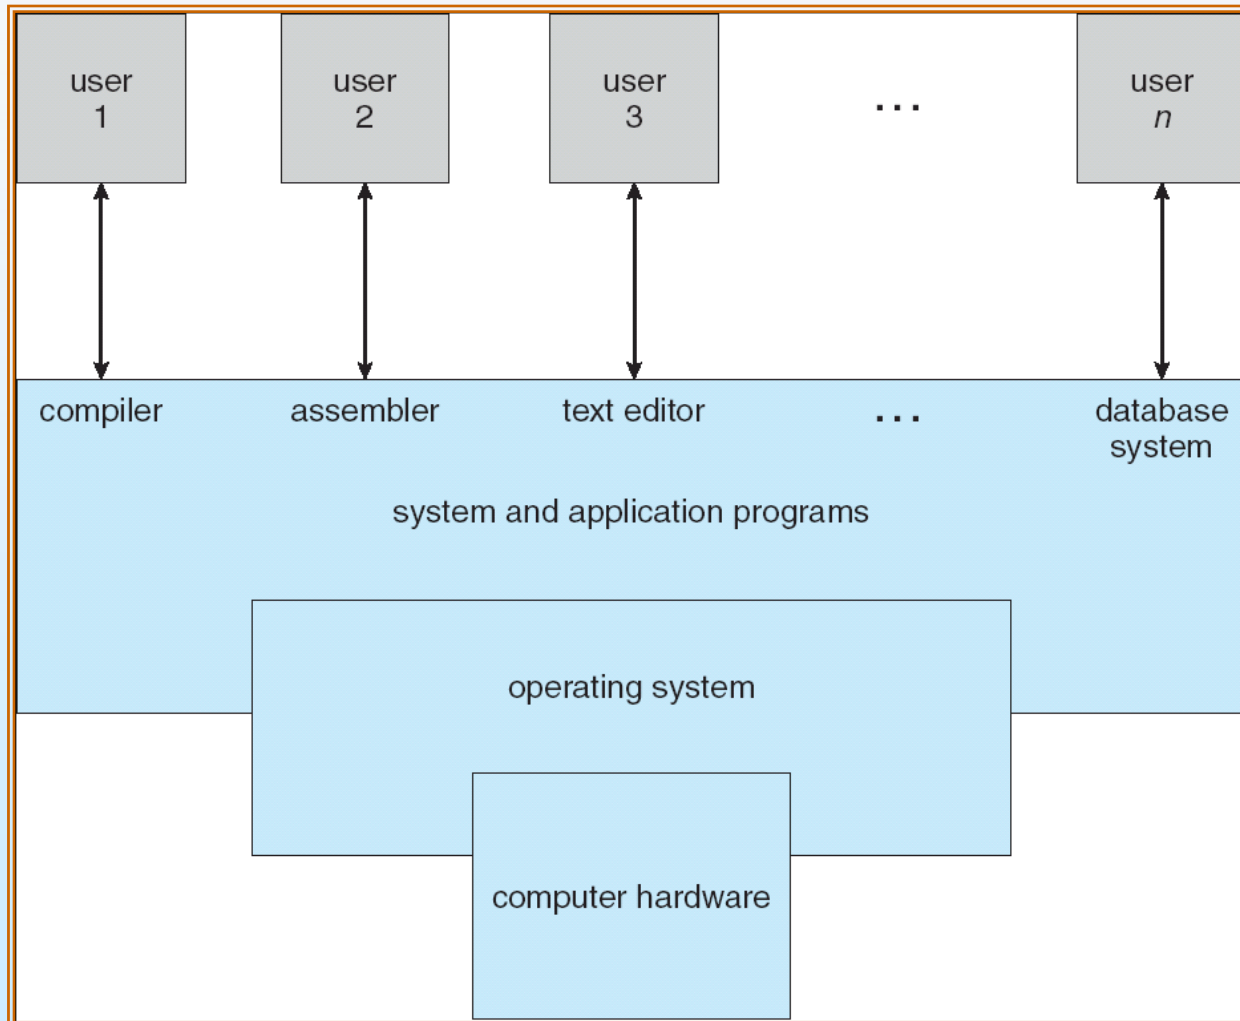 user
1
user
2
user
3
...
user
n
compiler
assembler
text editor
...
database
system
system and application programs
operating system
computer hardware